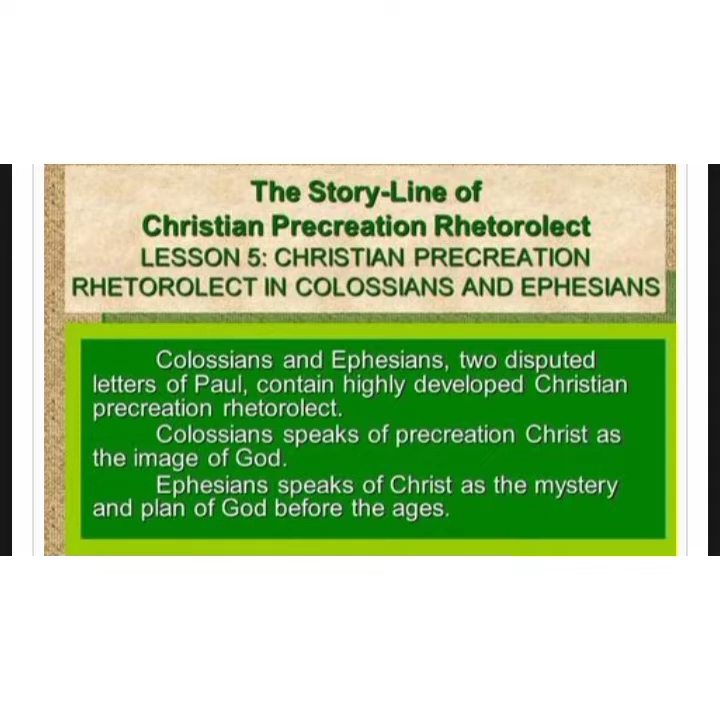 The Story-Line of
Christian Precreation Rhetorolect
LESSON 5: CHRISTIAN PRECREATION
RHETOROLECT IN COLOSSIANS AND EPHESIANS
Colossians and Ephesians, two disputed
letters of Paul, contain highly developed Christian
precreation rhetorolect.
Colossians speaks of precreation Christ as
the image of God.
Ephesians speaks of Christ as the mystery
and plan of God before the ages.